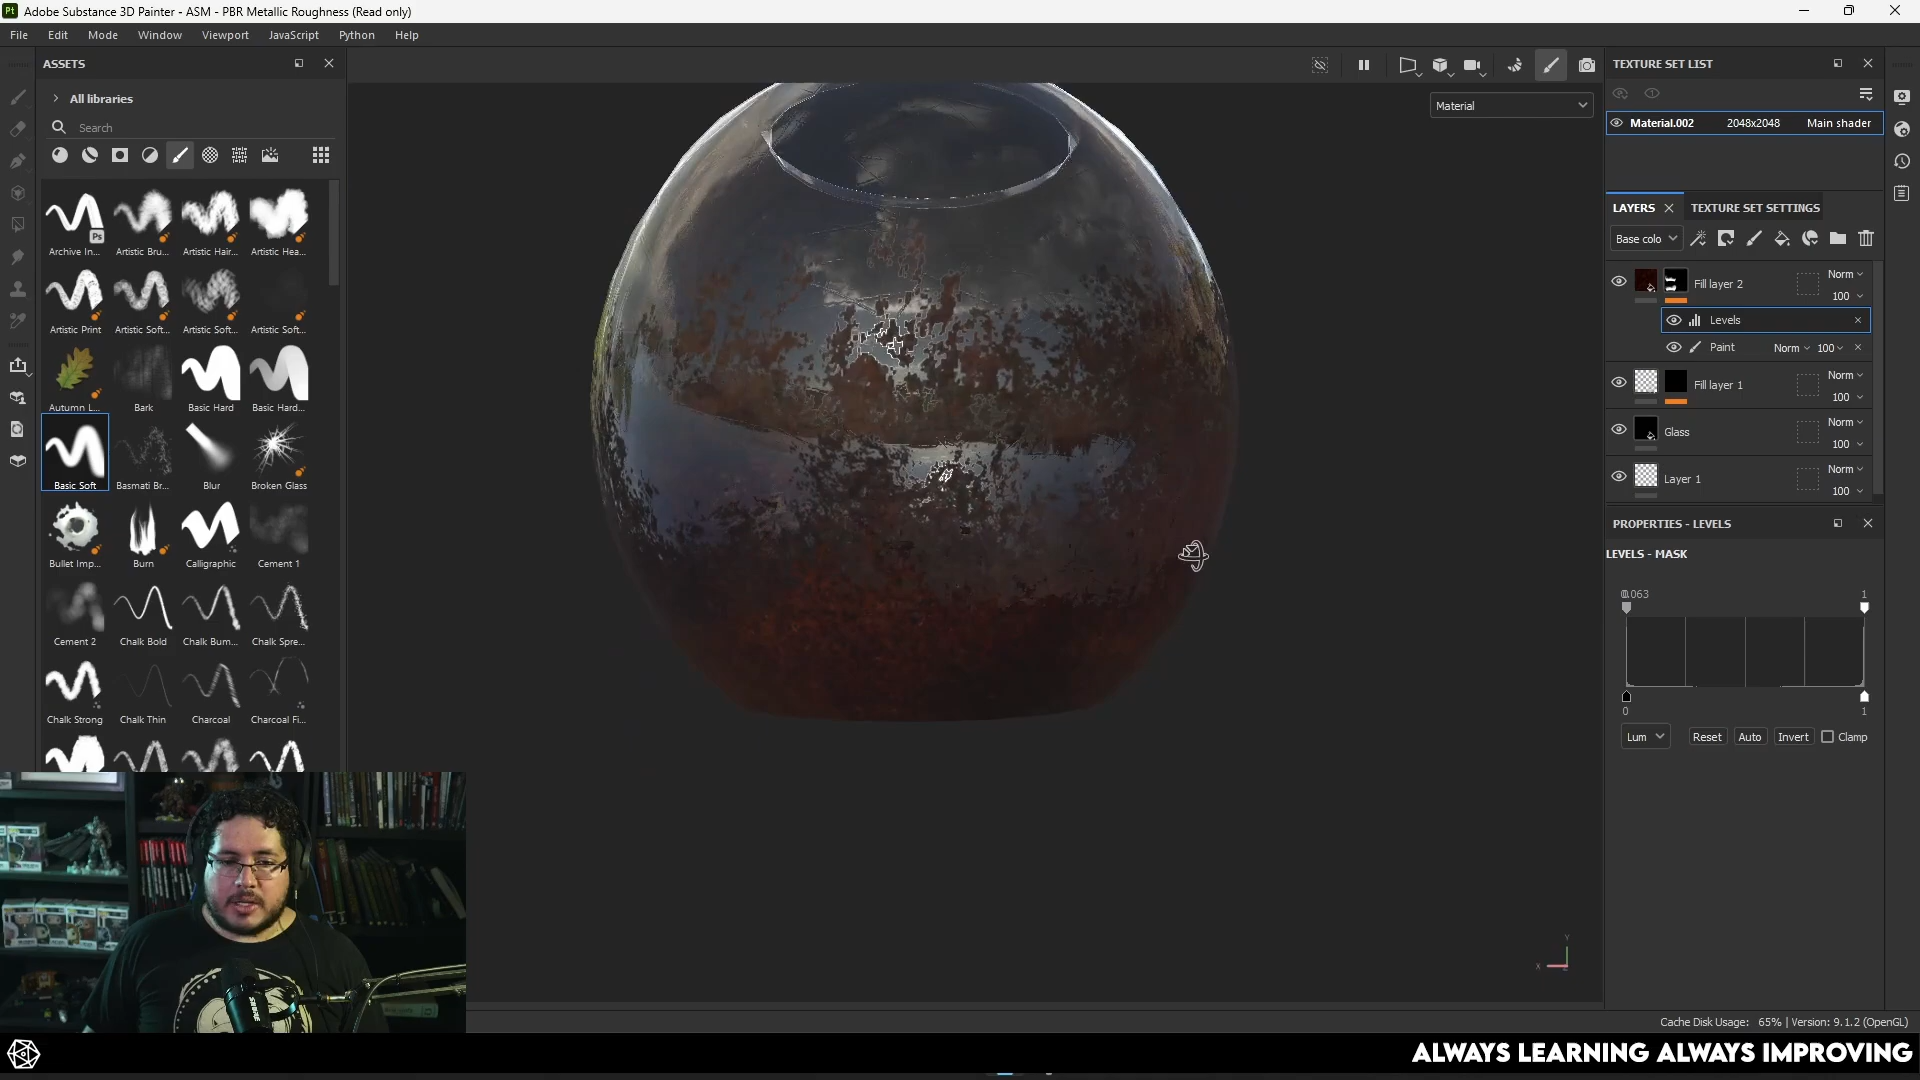 Pt Adobe Substance 3D Painter - ASM - PBR Metallic Roughness (Read only)
File Edit Mode Window Viewport JavaScript Python Help
ASSETS
All libraries
Search
Archive In... Artistic Bru... Artistic Hair... Artistic Hea...
Ps
Artistic Print Artistic Soft... Artistic Soft... Artistic Soft...
Autumn L... Bark Basic Hard Basic Hard...
Basic Soft Basmati Br... Blur Broken Glass
Bullet Imp... Burn Calligraphic Cement 1
Cement 2 Chalk Bold Chalk Bum... Chalk Spre...
Chalk Strong Chalk Thin Charcoal Charcoal Fi...
Material
Y
X
TEXTURE SET LIST
Material.002 2048x2048 Main shader
LAYERS TEXTURE SET SETTINGS
Base colo
Fill layer 2 Norm
100
Levels
Paint Norm 100
Fill layer 1 Norm
100
Glass Norm
100
Layer 1 Norm
100
PROPERTIES - LEVELS
LEVELS - MASK
1
0 1
Lum Reset Auto Invert Clamp
Cache Disk Usage: 65% | Version: 9.1.2 (OpenGL)
ALWAYS LEARNING ALWAYS IMPROVING